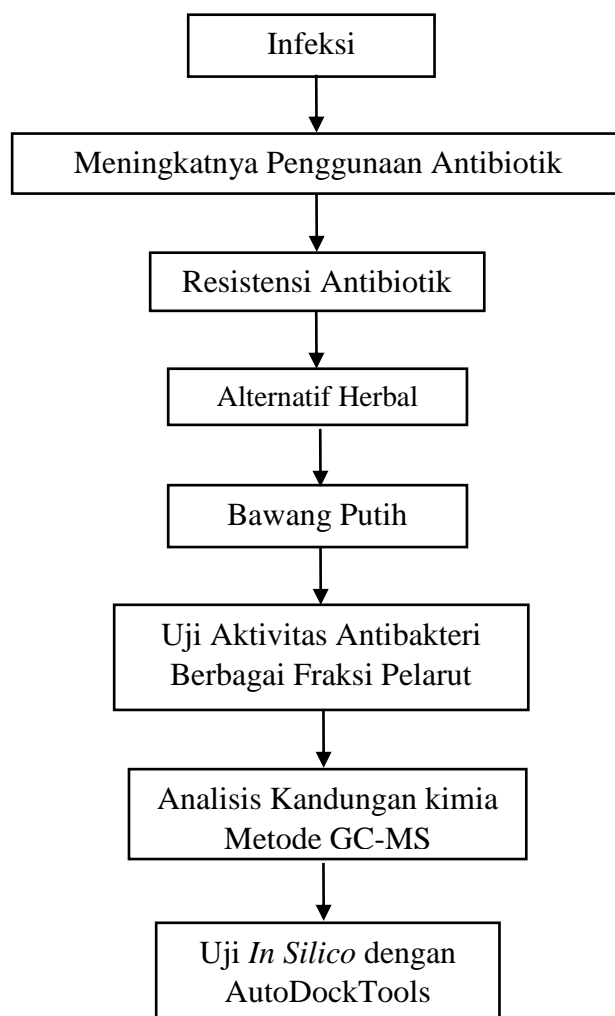 Infeksi
Meningkatnya Penggunaan Antibiotik
Resistensi Antibiotik
Alternatif Herbal
Bawang Putih
Uji Aktivitas Antibakteri
Berbagai Fraksi Pelarut
Analisis Kandungan kimia
Metode GC-MS
Uji In Silico dengan
AutoDockTools